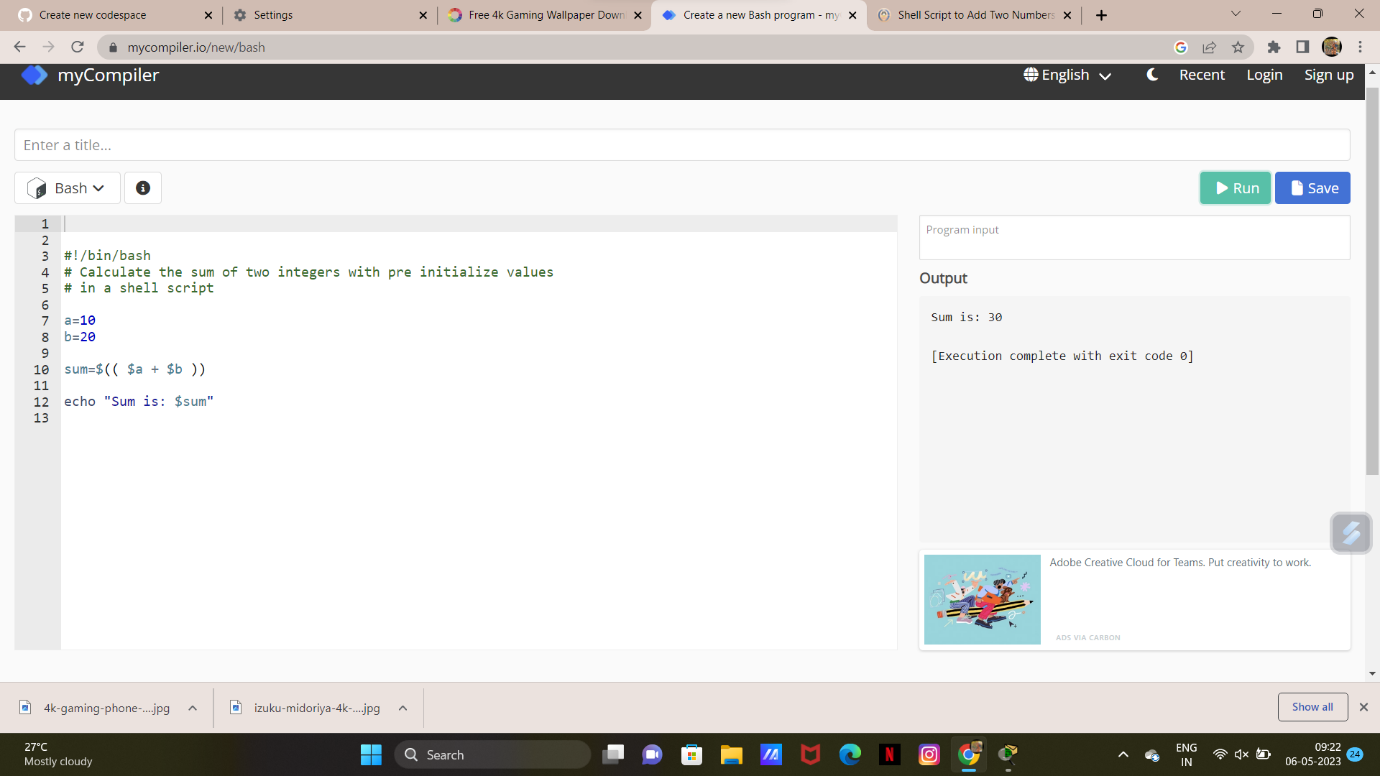 Create new codespace
Settings
Free 4k Gaming Wallpaper Down
Create a new Bash program - my
Shell Script to Add Two Numbers
mycompiler.io/new/bash
myCompiler
English
Recent
Login
Sign up
Enter a title...
Bash
Run
Save
1
2
3 #!/bin/bash
4 # Calculate the sum of two integers with pre initialize values
5 # in a shell script
6
7 a=10
8 b=20
9
10 sum=$(( $a + $b ))
11
12 echo "Sum is: $sum"
13
Program input
Output
Sum is: 30
[Execution complete with exit code 0]
Adobe Creative Cloud for Teams. Put creativity to work.
ADS VIA CARBON
4k-gaming-phone-....jpg
izuku-midoriya-4k-....jpg
Show all
27°C
Mostly cloudy
Search
ENG
IN
09:22
06-05-2023
24